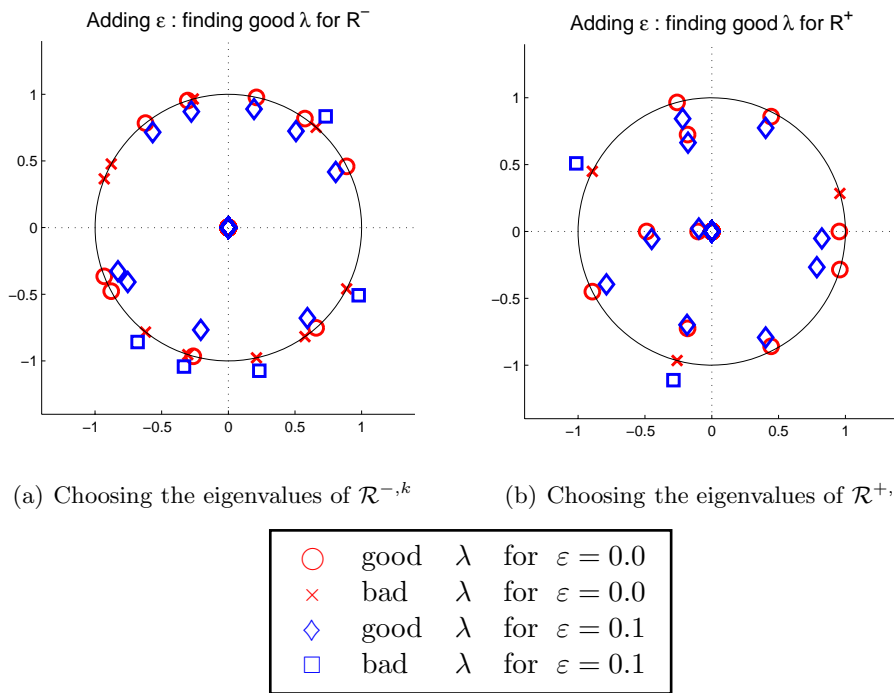 Adding ε : finding good λ for R⁻
1
0.5
0
−0.5
−1
−1 −0.5 0 0.5 1
Adding ε : finding good λ for R⁺
1
0.5
0
−0.5
−1
−1 −0.5 0 0.5 1
(a) Choosing the eigenvalues of ℛ⁻,ᵏ
(b) Choosing the eigenvalues of ℛ⁺,
good λ for ε = 0.0
bad λ for ε = 0.0
good λ for ε = 0.1
bad λ for ε = 0.1